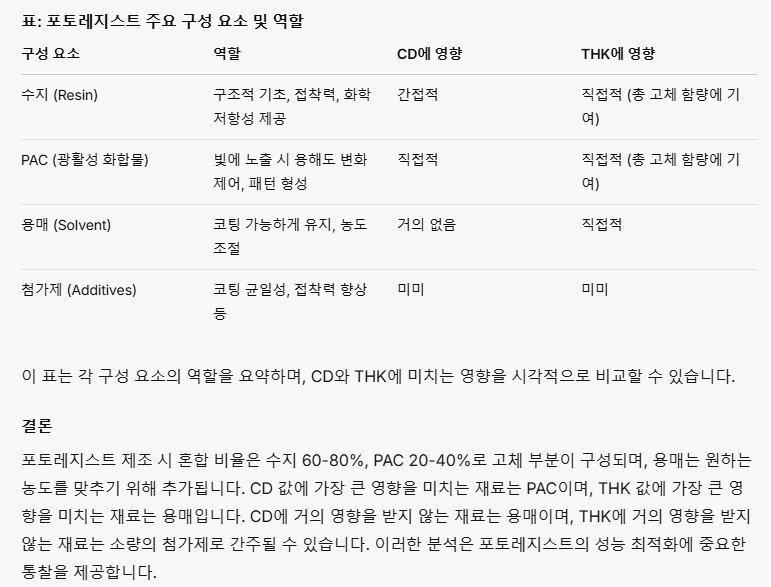 표: 포토레지스트 주요 구성 요소 및 역할
구성 요소 역할 CD에 영향 THK에 영향
수지 (Resin) 구조적 기초, 접착력, 화학 간접적 직접적 (총 고체 함량에 기
저항성 제공 여)
PAC (광활성 화합물) 빛에 노출 시 용해도 변화 직접적 직접적 (총 고체 함량에 기
제어, 패턴 형성 여)
용매 (Solvent) 코팅 가능하게 유지, 농도 거의 없음 직접적
조절
첨가제 (Additives) 코팅 균일성, 접착력 향상 미미 미미
등
이 표는 각 구성 요소의 역할을 요약하며, CD와 THK에 미치는 영향을 시각적으로 비교할 수 있습니다.
결론
포토레지스트 제조 시 혼합 비율은 수지 60-80%, PAC 20-40%로 고체 부분이 구성되며, 용매는 원하는
농도를 맞추기 위해 추가됩니다. CD 값에 가장 큰 영향을 미치는 재료는 PAC이며, THK 값에 가장 큰 영
향을 미치는 재료는 용매입니다. CD에 거의 영향을 받지 않는 재료는 용매이며, THK에 거의 영향을 받지
않는 재료는 소량의 첨가제로 간주될 수 있습니다. 이러한 분석은 포토레지스트의 성능 최적화에 중요한
통찰을 제공합니다.